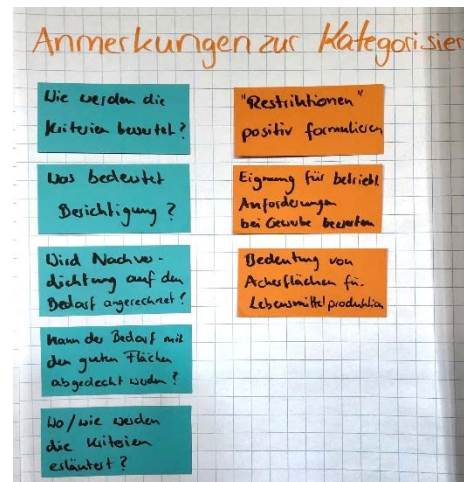 Anmerkungen zur Kategorisier
Wie werden die
Kriterien bewertet?
Was bedeutet
Besichtigung?
Wird Nachver-
dichtung auf den
Bedarf angerechnet?
Kann der Bedarf mit
den guten Flächen
abgedeckt werden?
Wo/wie werden
die Kriterien
erläutert?
"Restriktionen"
positiv formulieren
Eignung für betriebl.
Anforderungen
bei Gewerbe bewerten
Bedeutung von
Ackerflächen für
Lebensmittelproduktion